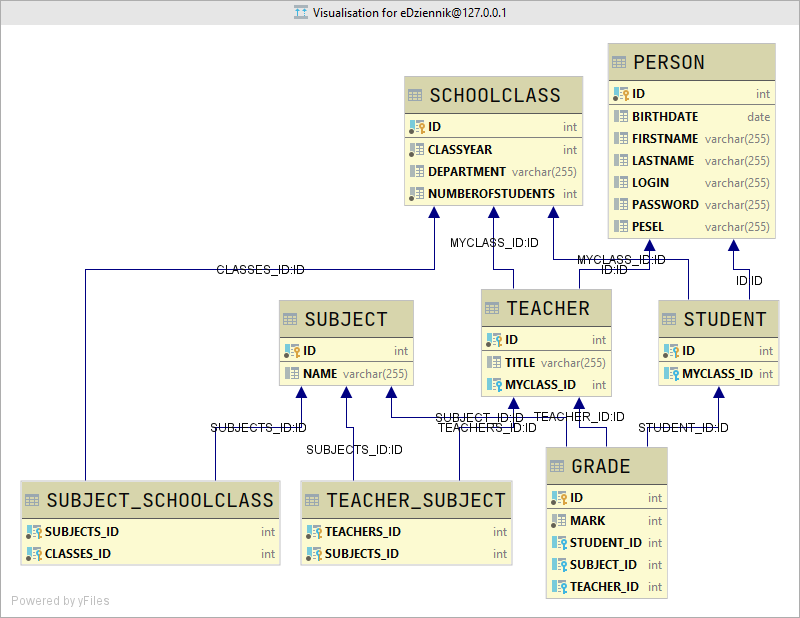 Visualisation for eDziennik@127.0.0.1
PERSON
ID int
BIRTHDATE date
FIRSTNAME varchar(255)
LASTNAME varchar(255)
LOGIN varchar(255)
PASSWORD varchar(255)
PESEL varchar(255)
SCHOOLCLASS
ID int
CLASSYEAR int
DEPARTMENT varchar(255)
NUMBEROFSTUDENTS int
MYCLASS_ID:ID
CLASSES_ID:ID
MYCLASS_ID:ID
ID:ID
ID:ID
SUBJECT
ID int
NAME varchar(255)
TEACHER
ID int
TITLE varchar(255)
MYCLASS_ID int
STUDENT
ID int
MYCLASS_ID int
SUBJECTS_ID:ID
SUBJECT_ID:ID
TEACHERS_ID:ID
TEACHER_ID:ID
STUDENT_ID:ID
SUBJECTS_ID:ID
SUBJECT_SCHOOLCLASS
SUBJECTS_ID int
CLASSES_ID int
TEACHER_SUBJECT
TEACHERS_ID int
SUBJECTS_ID int
GRADE
ID int
MARK int
STUDENT_ID int
SUBJECT_ID int
TEACHER_ID int
Powered by yFiles